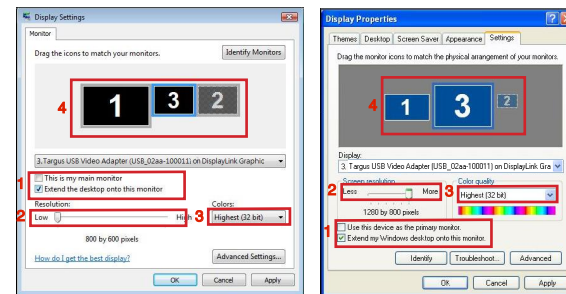 Display Settings
Monitor
Drag the icons to match your monitors.
Identify Monitors
4
1
3
2
3.Targus USB Video Adapter (USB_02aa-100011) on DisplayLink Graphic
1
This is my main monitor
Extend the desktop onto this monitor
Resolution:
Colors:
2
Low
High
3
Highest (32 bit)
800 by 600 pixels
How do I get the best display?
Advanced Settings...
OK
Cancel
Apply
Display Properties
Themes
Desktop
Screen Saver
Appearance
Settings
Drag the monitor icons to match the physical arrangement of your monitors.
4
1
3
2
Display:
3. Targus USB Video Adapter (USB_02aa-100011) on DisplayLink Gra
Screen resolution
Color quality
2
Less
More
3
Highest (32 bit)
1280 by 800 pixels
1
Use this device as the primary monitor.
Extend my Windows desktop onto this monitor.
Identify
Troubleshoot...
Advanced
OK
Cancel
Apply